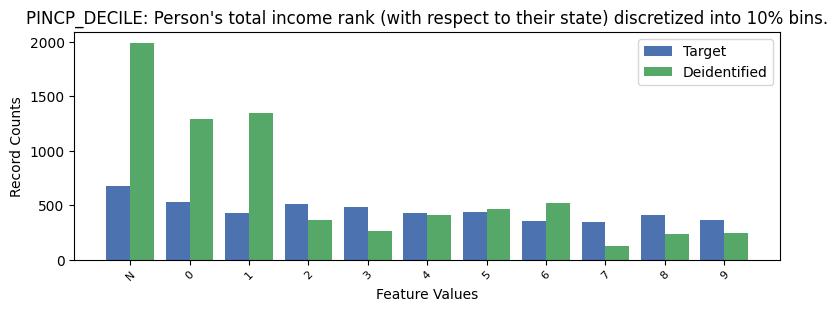 PINCP_DECILE: Person's total income rank (with respect to their state) discretized into 10% bins.
2000
1500
1000
500
0
Record Counts
Target
Deidentified
N 0 1 2 3 4 5 6 7 8 9
Feature Values